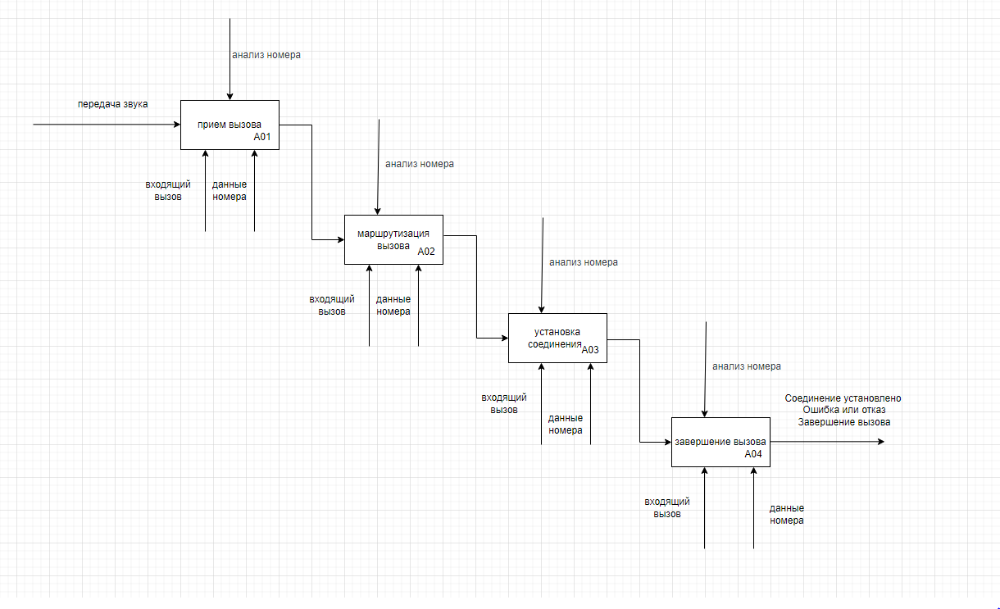 анализ номера
передача звука
прием вызова
A01
входящий
вызов
данные
номера
анализ номера
маршрутизация
вызова
A02
входящий
вызов
данные
номера
анализ номера
установка
соединения
A03
входящий
вызов
данные
номера
анализ номера
Соединение установлено
Ошибка или отказ
Завершение вызова
завершение вызова
A04
входящий
вызов
данные
номера